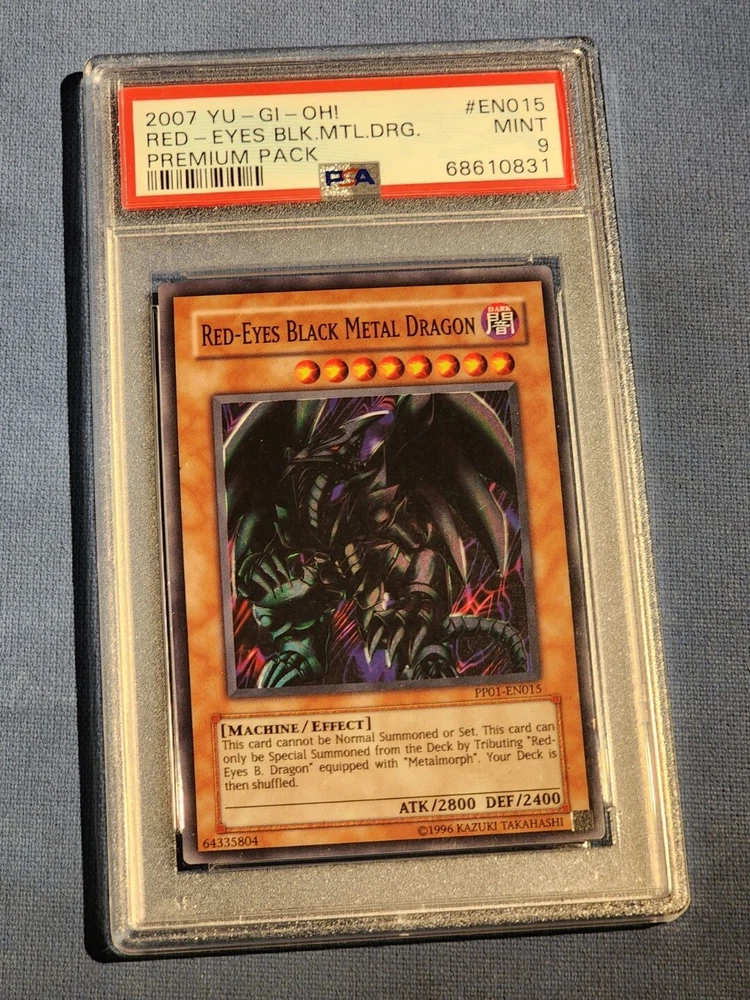 2007 YU-GI-OH! #EN015
RED-EYES BLK.MTL.DRG. MINT
PREMIUM PACK 9
PSA 68610831
RED-EYES BLACK METAL DRAGON
DARK
闇
PP01-EN015
[MACHINE/EFFECT]
This card cannot be Normal Summoned or Set. This card can
only be Special Summoned from the Deck by Tributing "Red-
Eyes B. Dragon" equipped with "Metalmorph". Your Deck is
then shuffled.
ATK/2800 DEF/2400
64335804 ©1996 KAZUKI TAKAHASHI